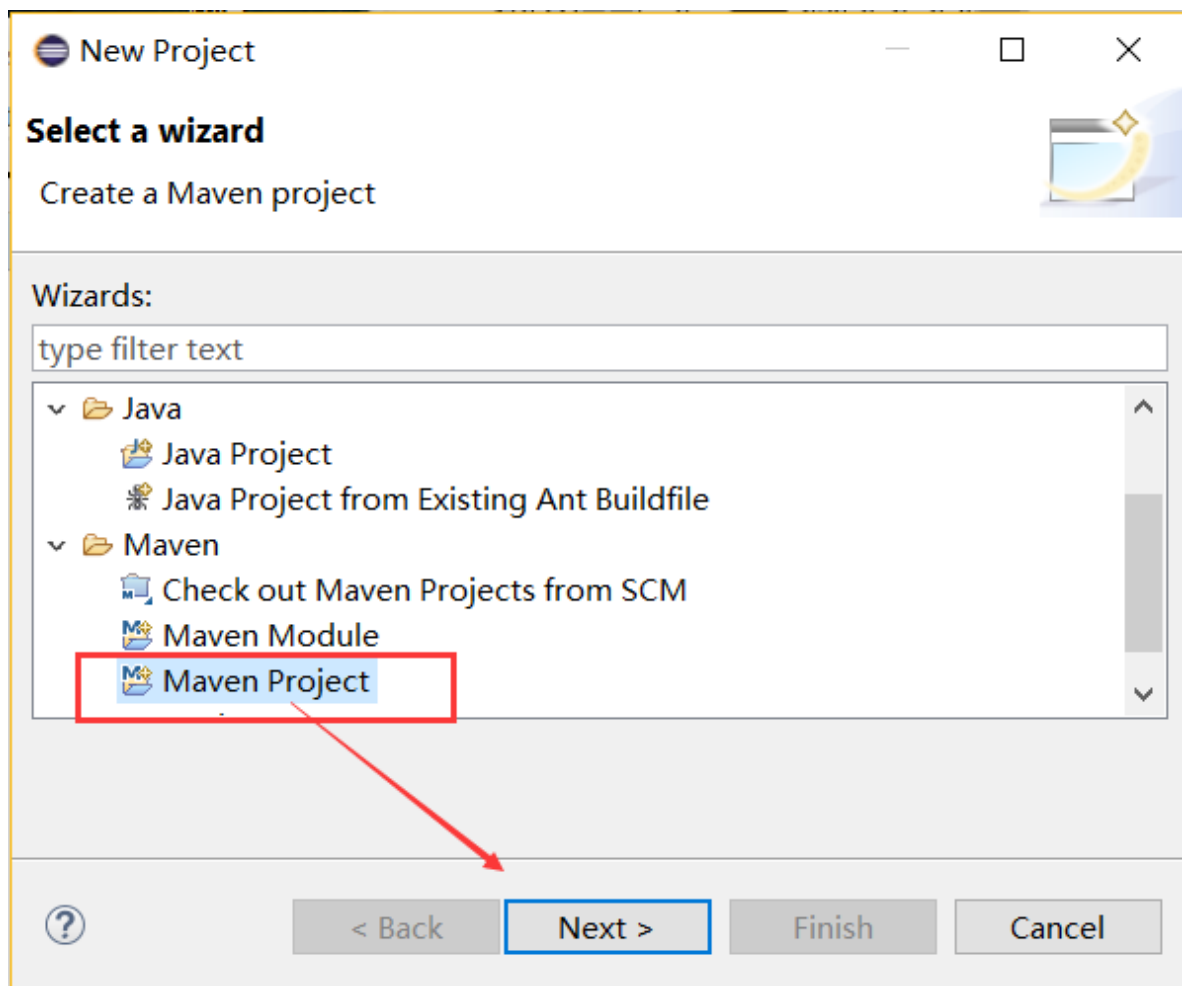 New Project
Select a wizard
Create a Maven project
Wizards:
type filter text
Java
Java Project
Java Project from Existing Ant Buildfile
Maven
Check out Maven Projects from SCM
Maven Module
Maven Project
?
< Back Next > Finish Cancel